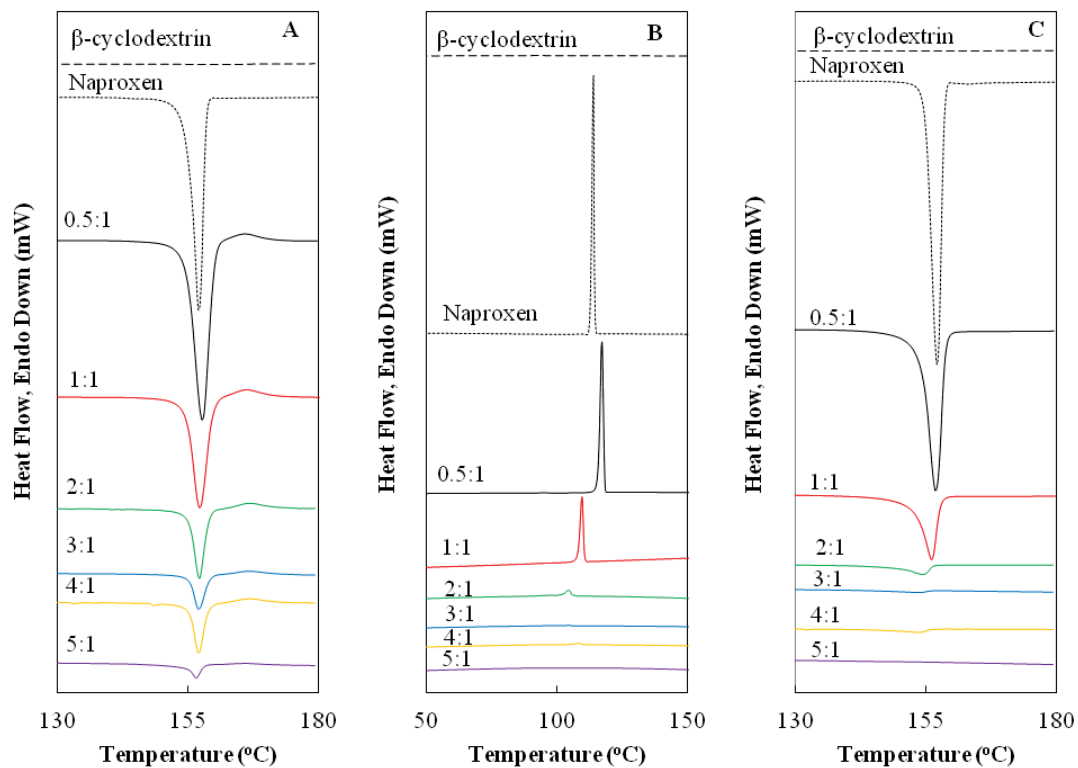 A
β-cyclodextrin
Naproxen
0.5:1
1:1
2:1
3:1
4:1
5:1
130
155
180
Temperature (ºC)
Heat Flow, Endo Down (mW)
B
β-cyclodextrin
Naproxen
0.5:1
1:1
2:1
3:1
4:1
5:1
50
100
150
Temperature (ºC)
Heat Flow, Endo Down (mW)
C
β-cyclodextrin
Naproxen
0.5:1
1:1
2:1
3:1
4:1
5:1
130
155
180
Temperature (ºC)
Heat Flow, Endo Down (mW)